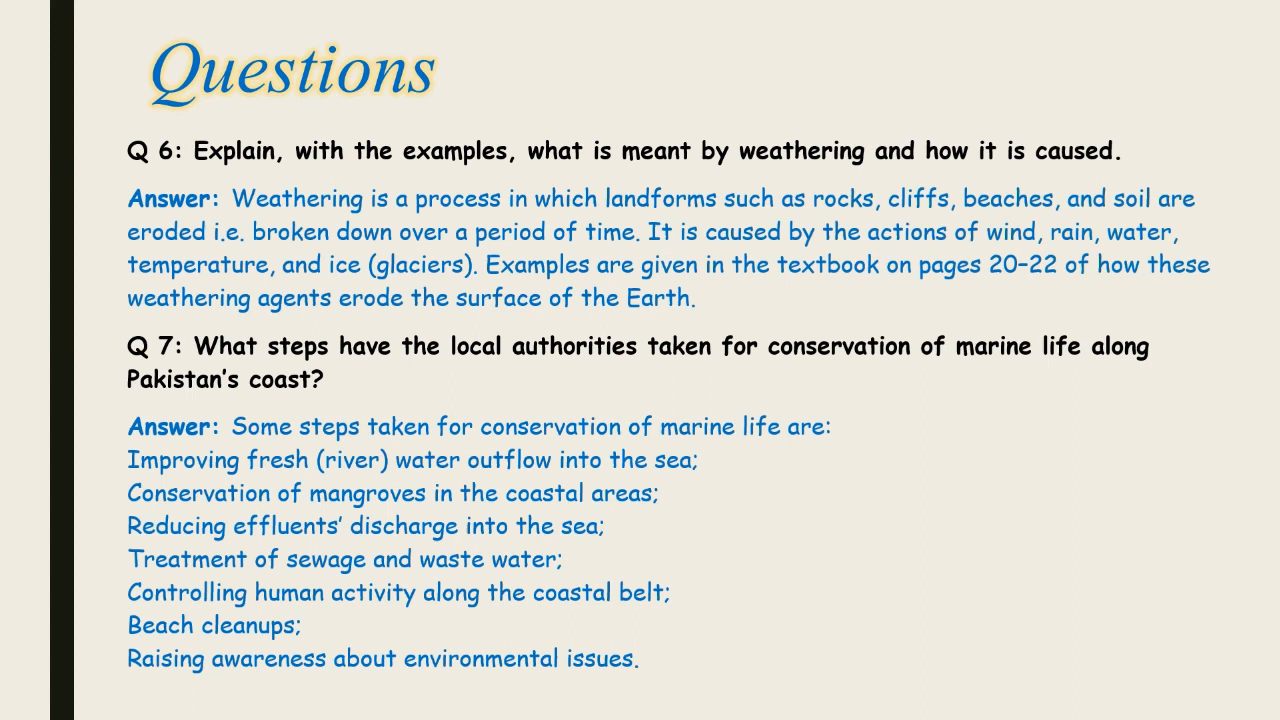 Questions
Q 6: Explain, with the examples, what is meant by weathering and how it is caused.
Answer: Weathering is a process in which landforms such as rocks, cliffs, beaches, and soil are
eroded i.e. broken down over a period of time. It is caused by the actions of wind, rain, water,
temperature, and ice (glaciers). Examples are given in the textbook on pages 20–22 of how these
weathering agents erode the surface of the Earth.
Q 7: What steps have the local authorities taken for conservation of marine life along
Pakistan’s coast?
Answer: Some steps taken for conservation of marine life are:
Improving fresh (river) water outflow into the sea;
Conservation of mangroves in the coastal areas;
Reducing effluents’ discharge into the sea;
Treatment of sewage and waste water;
Controlling human activity along the coastal belt;
Beach cleanups;
Raising awareness about environmental issues.